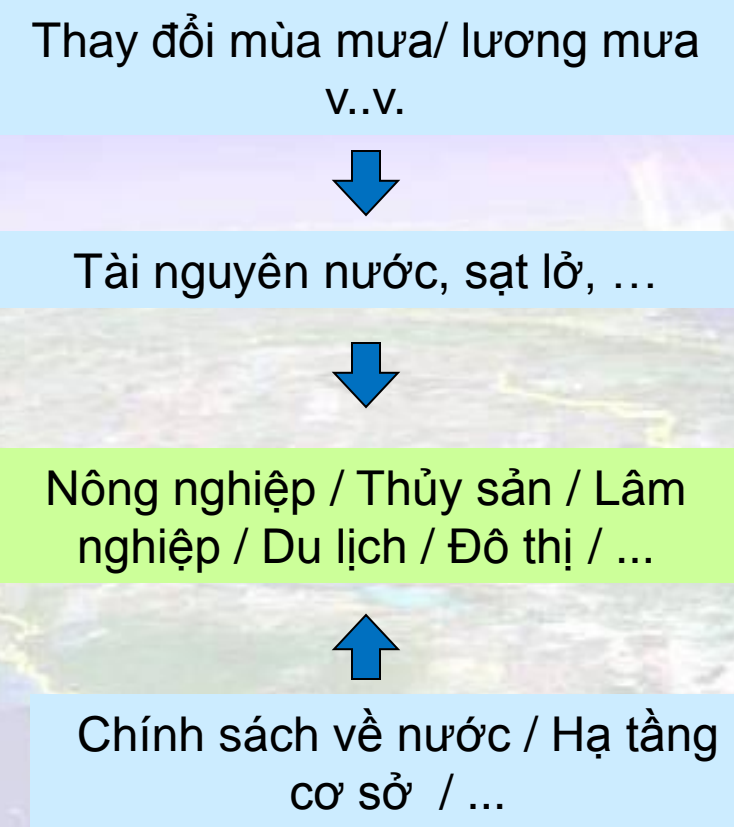 Thay đổi mùa mưa/ lương mưa
v..v.
Tài nguyên nước, sạt lở, …
Nông nghiệp / Thủy sản / Lâm
nghiệp / Du lịch / Đô thị / ...
Chính sách về nước / Hạ tầng
cơ sở / ...